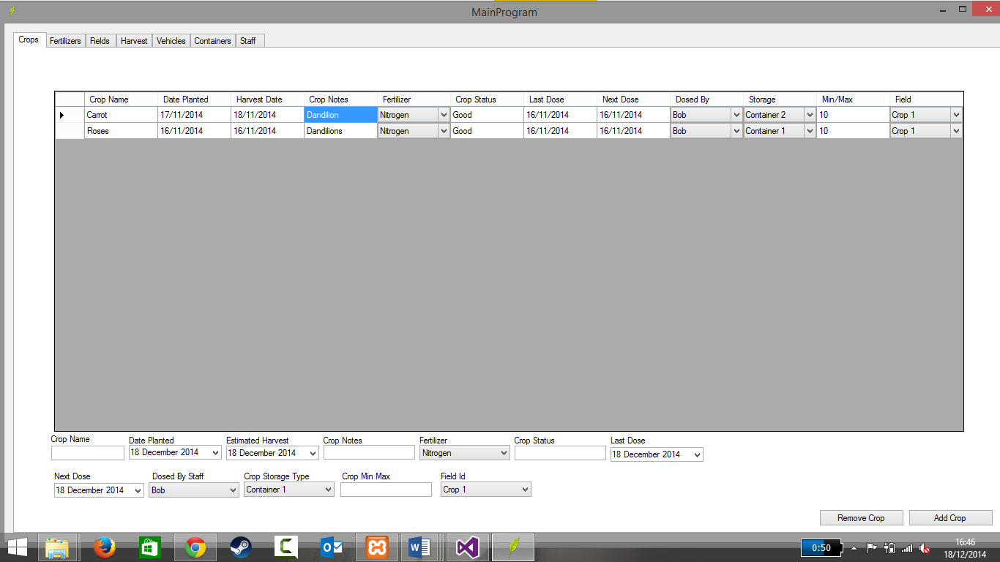 MainProgram
Crops Fertilizers Fields Harvest Vehicles Containers Staff
Crop Name Date Planted Harvest Date Crop Notes Fertilizer Crop Status Last Dose Next Dose Dosed By Storage Min/Max Field
Carrot 17/11/2014 18/11/2014 Dandilion Nitrogen Good 16/11/2014 16/11/2014 Bob Container 2 10 Crop 1
Roses 16/11/2014 16/11/2014 Dandilions Nitrogen Good 16/11/2014 16/11/2014 Bob Container 1 10 Crop 1
Crop Name Date Planted Estimated Harvest Crop Notes Fertilizer Crop Status Last Dose
18 December 2014 18 December 2014 Nitrogen 18 December 2014
Next Dose Dosed By Staff Crop Storage Type Crop Min Max Field Id
18 December 2014 Bob Container 1 Crop 1
Remove Crop Add Crop
0:50 16:46
18/12/2014